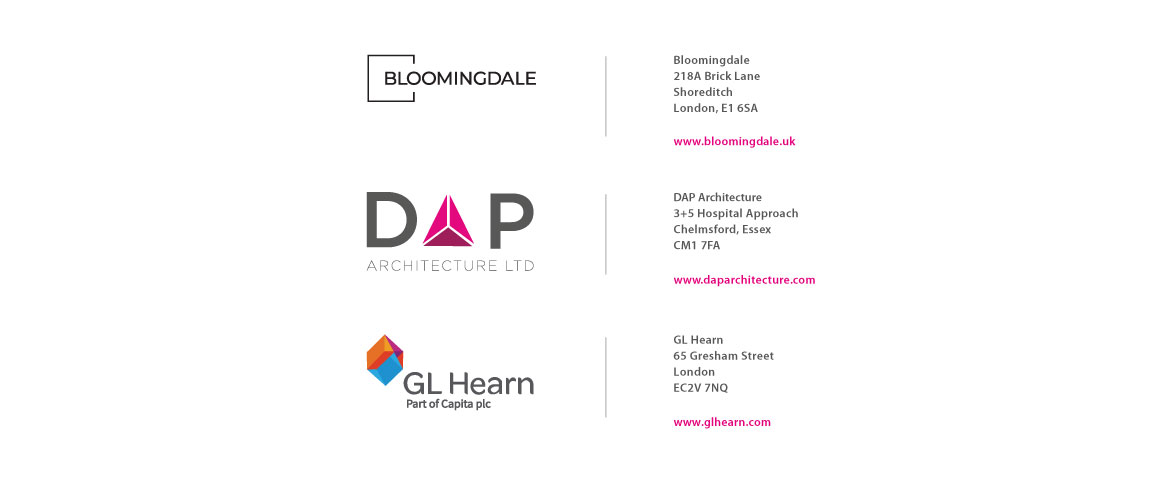 BLOOMINGDALE
Bloomingdale
218A Brick Lane
Shoreditch
London, E1 6SA
www.bloomingdale.uk
DAP
ARCHITECTURE LTD
DAP Architecture
3+5 Hospital Approach
Chelmsford, Essex
CM1 7FA
www.daparchitecture.com
GL Hearn
Part of Capita plc
GL Hearn
65 Gresham Street
London
EC2V 7NQ
www.glhearn.com